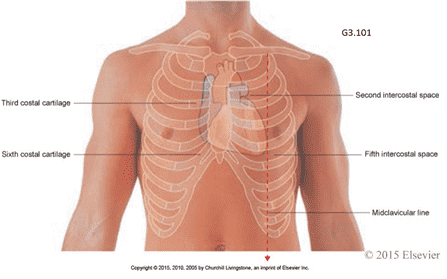 G3.101
Third costal cartilage
Second intercostal space
Sixth costal cartilage
Fifth intercostal space
Midclavicular line
© 2015 Elsevier
Copyright © 2015, 2010, 2005 by Churchill Livingstone, an imprint of Elsevier Inc.